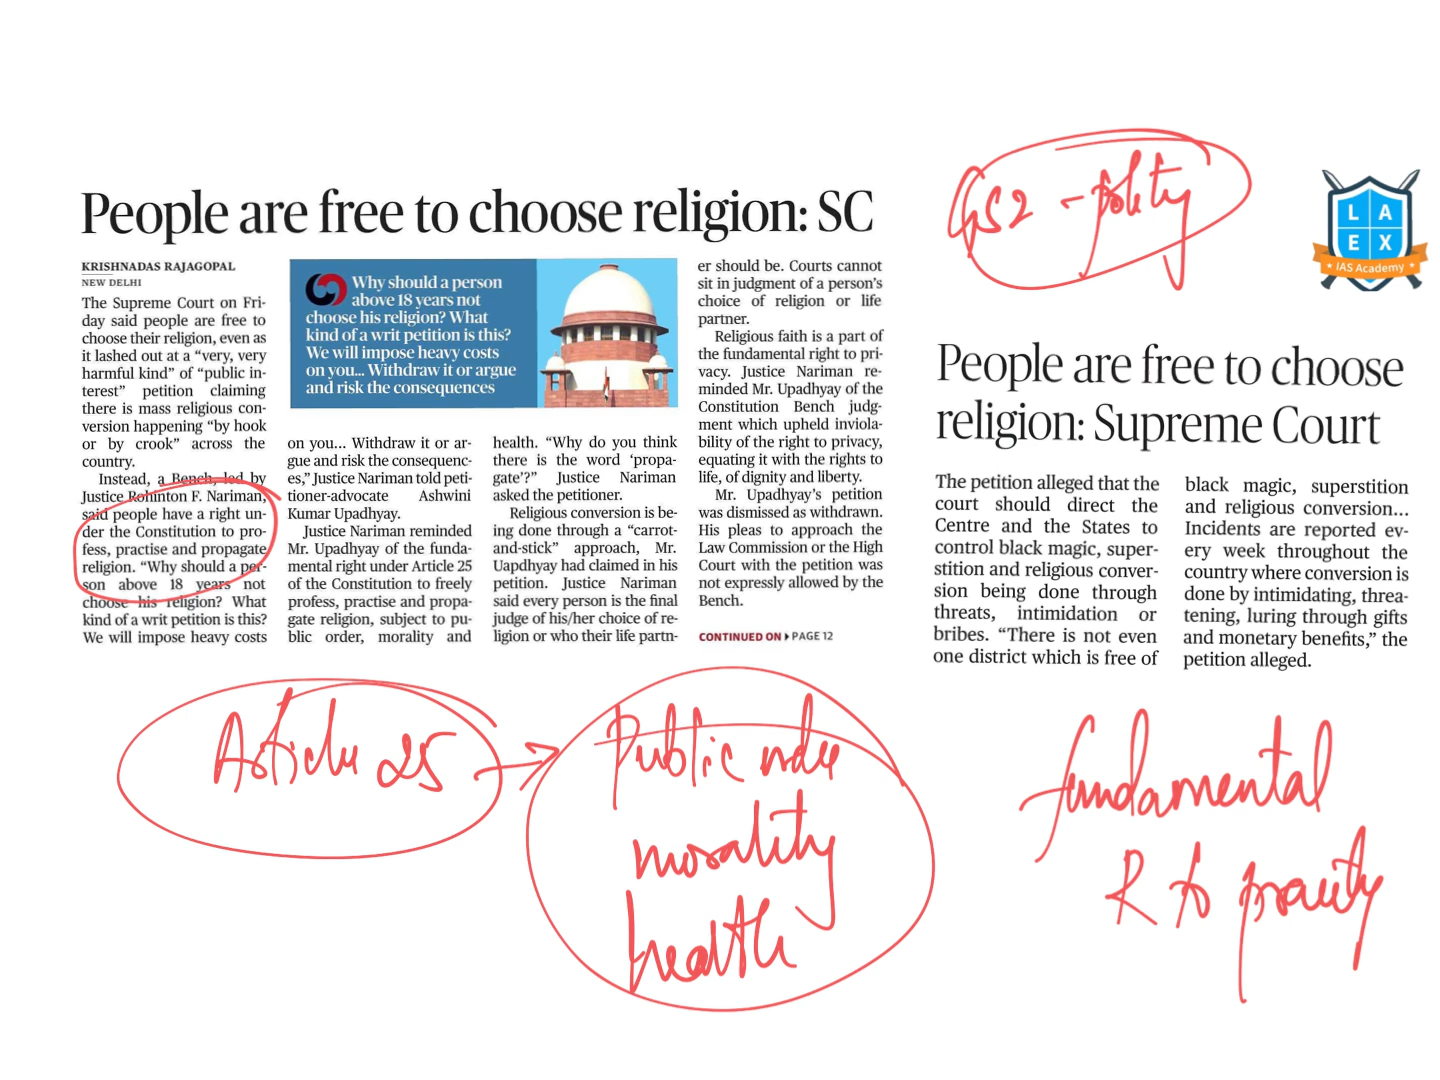 People are free to choose religion: SC
KRISHNADAS RAJAGOPAL
NEW DELHI
The Supreme Court on Fri-
day said people are free to
choose their religion, even as
it lashed out at a “very, very
harmful kind” of “public in-
terest” petition claiming
there is mass religious con-
version happening “by hook
or by crook” across the
country.
Instead, a Bench, led by
Justice Rohinton F. Nariman,
said people have a right un-
der the Constitution to pro-
fess, practise and propagate
religion. “Why should a per-
son above 18 years not
choose his religion? What
kind of a writ petition is this?
We will impose heavy costs
Why should a person
above 18 years not
choose his religion? What
kind of a writ petition is this?
We will impose heavy costs
on you... Withdraw it or argue
and risk the consequences
on you... Withdraw it or ar-
gue and risk the consequenc-
es,” Justice Nariman told peti-
tioner-advocate Ashwini
Kumar Upadhyay.
Justice Nariman reminded
Mr. Upadhyay of the funda-
mental right under Article 25
of the Constitution to freely
profess, practise and propa-
gate religion, subject to pu-
blic order, morality and
health. “Why do you think
there is the word ‘propa-
gate’?” Justice Nariman
asked the petitioner.
Religious conversion is be-
ing done through a “carrot-
and-stick” approach, Mr.
Uapdhyay had claimed in his
petition. Justice Nariman
said every person is the final
judge of his/her choice of re-
ligion or who their life partn-
er should be. Courts cannot
sit in judgment of a person’s
choice of religion or life
partner.
Religious faith is a part of
the fundamental right to pri-
vacy. Justice Nariman re-
minded Mr. Upadhyay of the
Constitution Bench judg-
ment which upheld inviola-
bility of the right to privacy,
equating it with the rights to
life, of dignity and liberty.
Mr. Upadhyay’s petition
was dismissed as withdrawn.
His pleas to approach the
Law Commission or the High
Court with the petition was
not expressly allowed by the
Bench.
CONTINUED ON PAGE 12
GS2 - polity
L A
E X
IAS Academy
People are free to choose
religion: Supreme Court
The petition alleged that the
court should direct the
Centre and the States to
control black magic, super-
stition and religious conver-
sion being done through
threats, intimidation or
bribes. “There is not even
one district which is free of
black magic, superstition
and religious conversion...
Incidents are reported ev-
ery week throughout the
country where conversion is
done by intimidating, threa-
tening, luring through gifts
and monetary benefits,” the
petition alleged.
Article 25
Public order
morality
health
fundamental
R to privacy